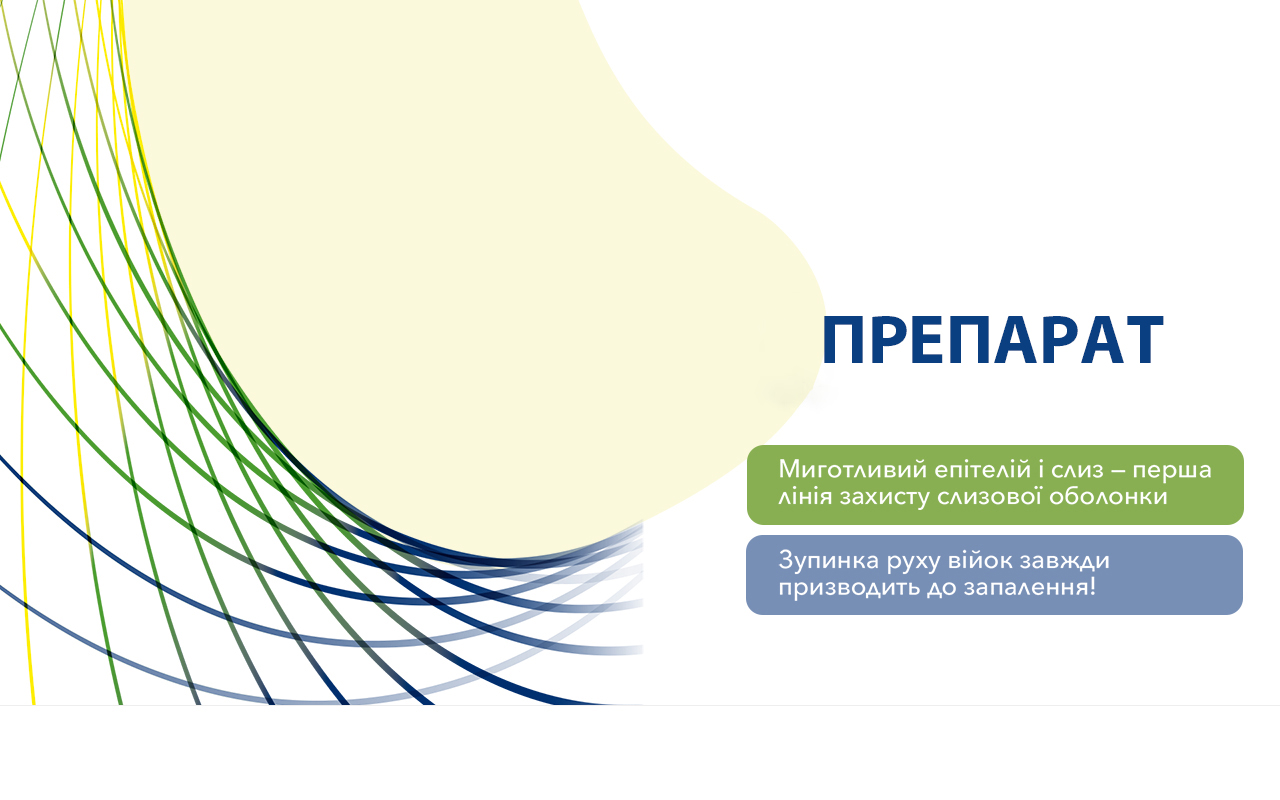 ПРЕПАРАТ
Миготливий епітелій і слиз – перша
лінія захисту слизової оболонки
Зупинка руху війок завжди
призводить до запалення!